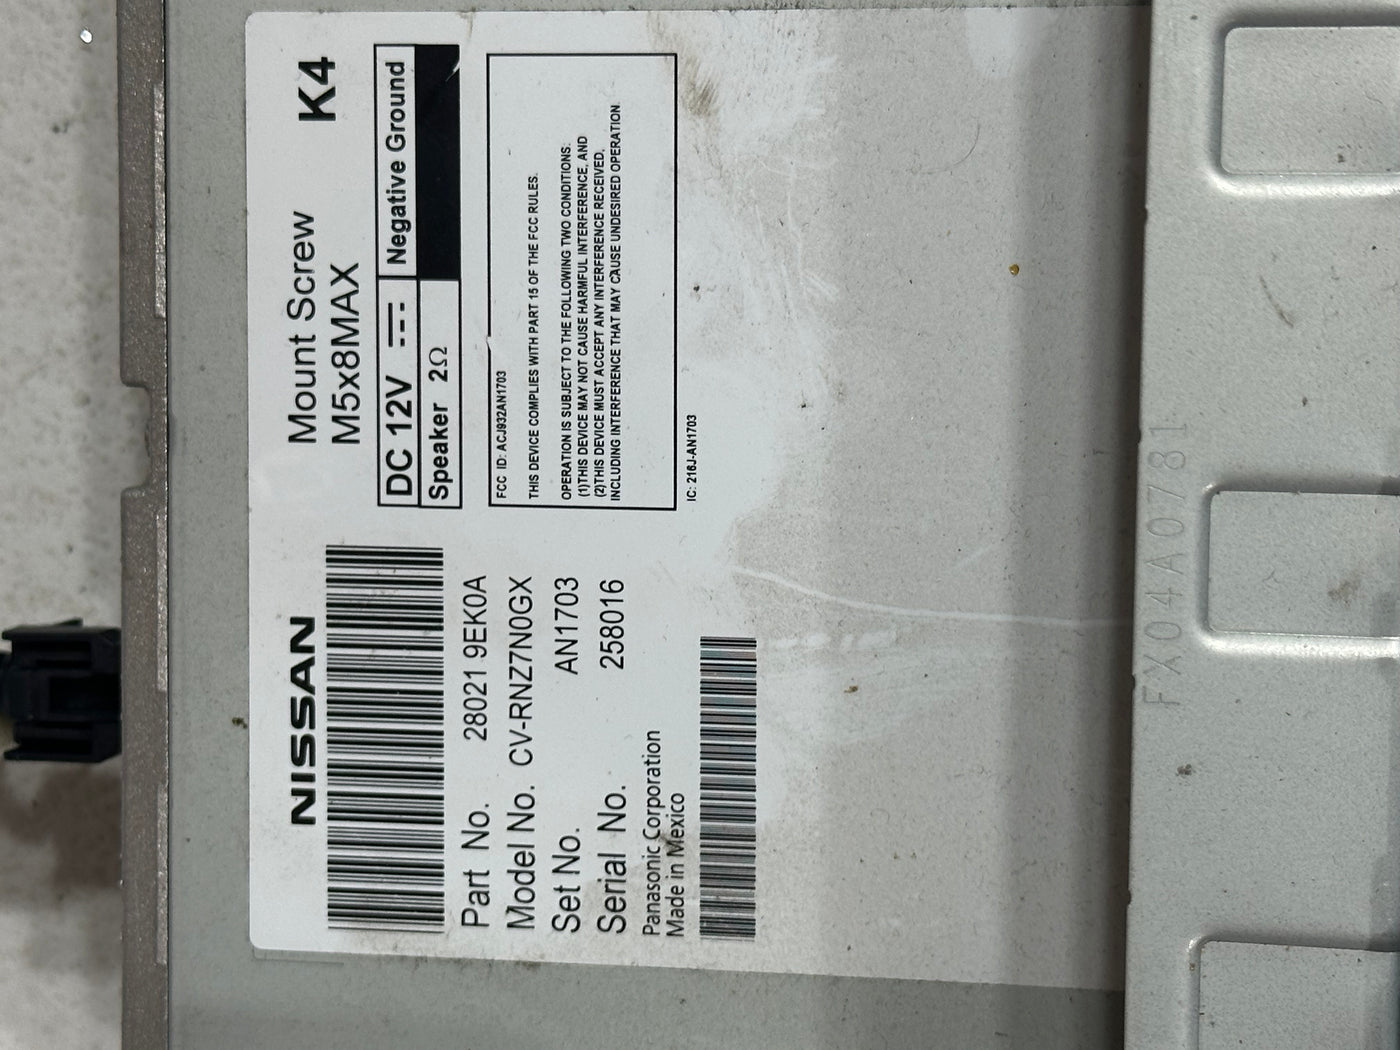 NISSAN
Mount Screw
M5x8MAX
K4
DC 12V
Negative Ground
Speaker 2Ω
Part No. 28021 9EK0A
Model No. CV-RNZ7N0GX
Set No. AN1703
Serial No. 258016
Panasonic Corporation
Made in Mexico
FCC ID: ACJ932AN1703
THIS DEVICE COMPLIES WITH PART 15 OF THE FCC RULES.
OPERATION IS SUBJECT TO THE FOLLOWING TWO CONDITIONS:
(1)THIS DEVICE MAY NOT CAUSE HARMFUL INTERFERENCE, AND
(2)THIS DEVICE MUST ACCEPT ANY INTERFERENCE RECEIVED,
INCLUDING INTERFERENCE THAT MAY CAUSE UNDESIRED OPERATION.
IC: 216J-AN1703
FX04A0781